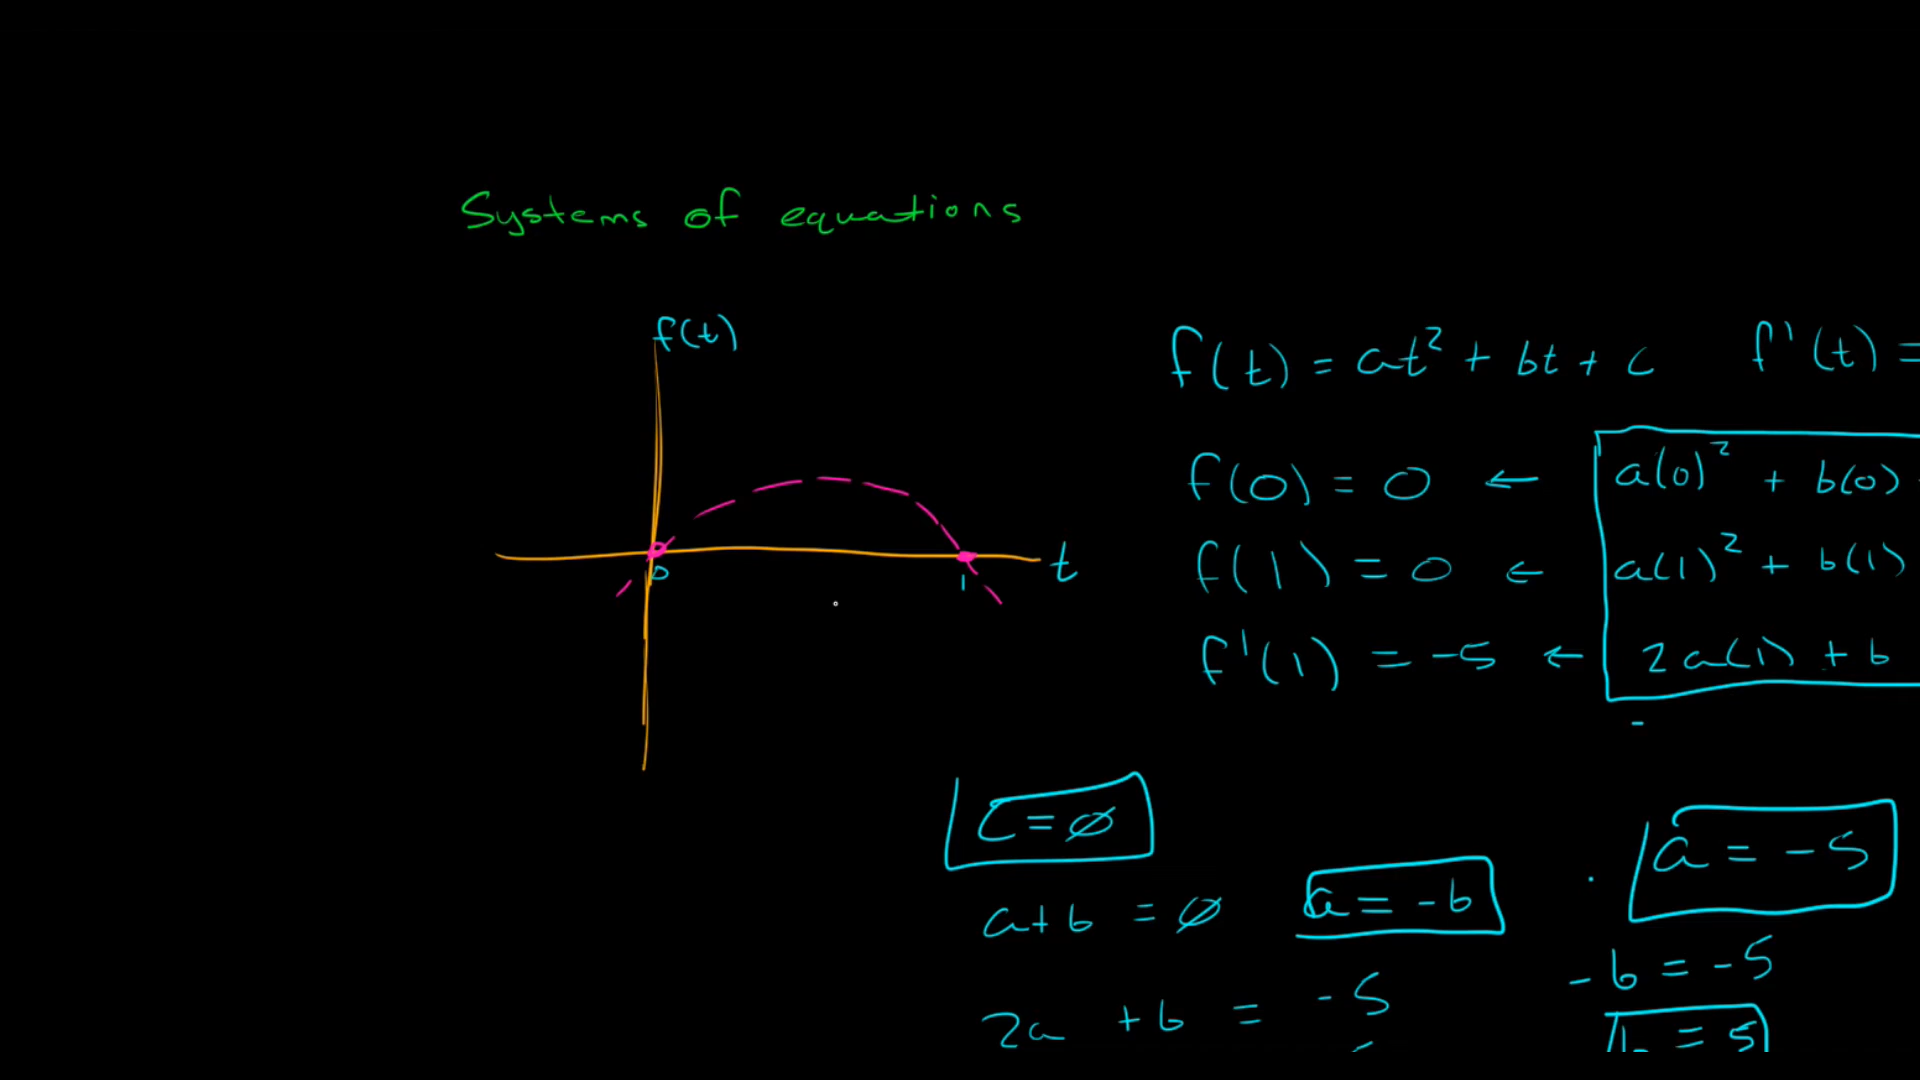 Systems of equations
f(t)
t
0
1
f(t) = at² + bt + c f'(t) =
f(0) = 0 ← a(0)² + b(0)
f(1) = 0 ← a(1)² + b(1)
f'(1) = -5 ← 2a(1) + b
c = ∅
a = -5
a + b = ∅ a = -b
-b = -5
2a + b = -5
b = 5